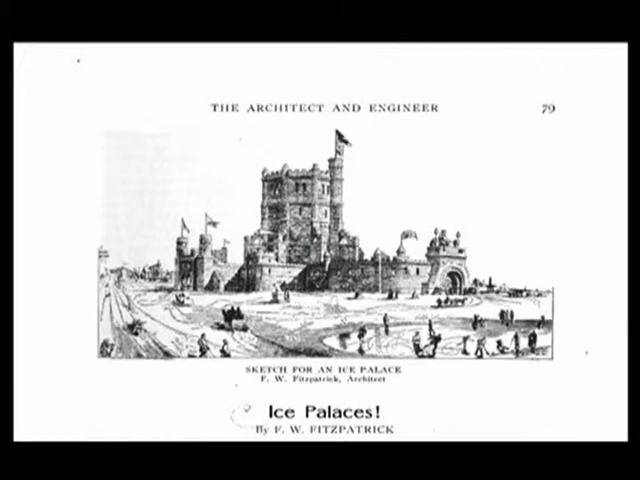 THE ARCHITECT AND ENGINEER 79
SKETCH FOR AN ICE PALACE
F. W. Fitzpatrick, Architect
Ice Palaces!
By F. W. FITZPATRICK